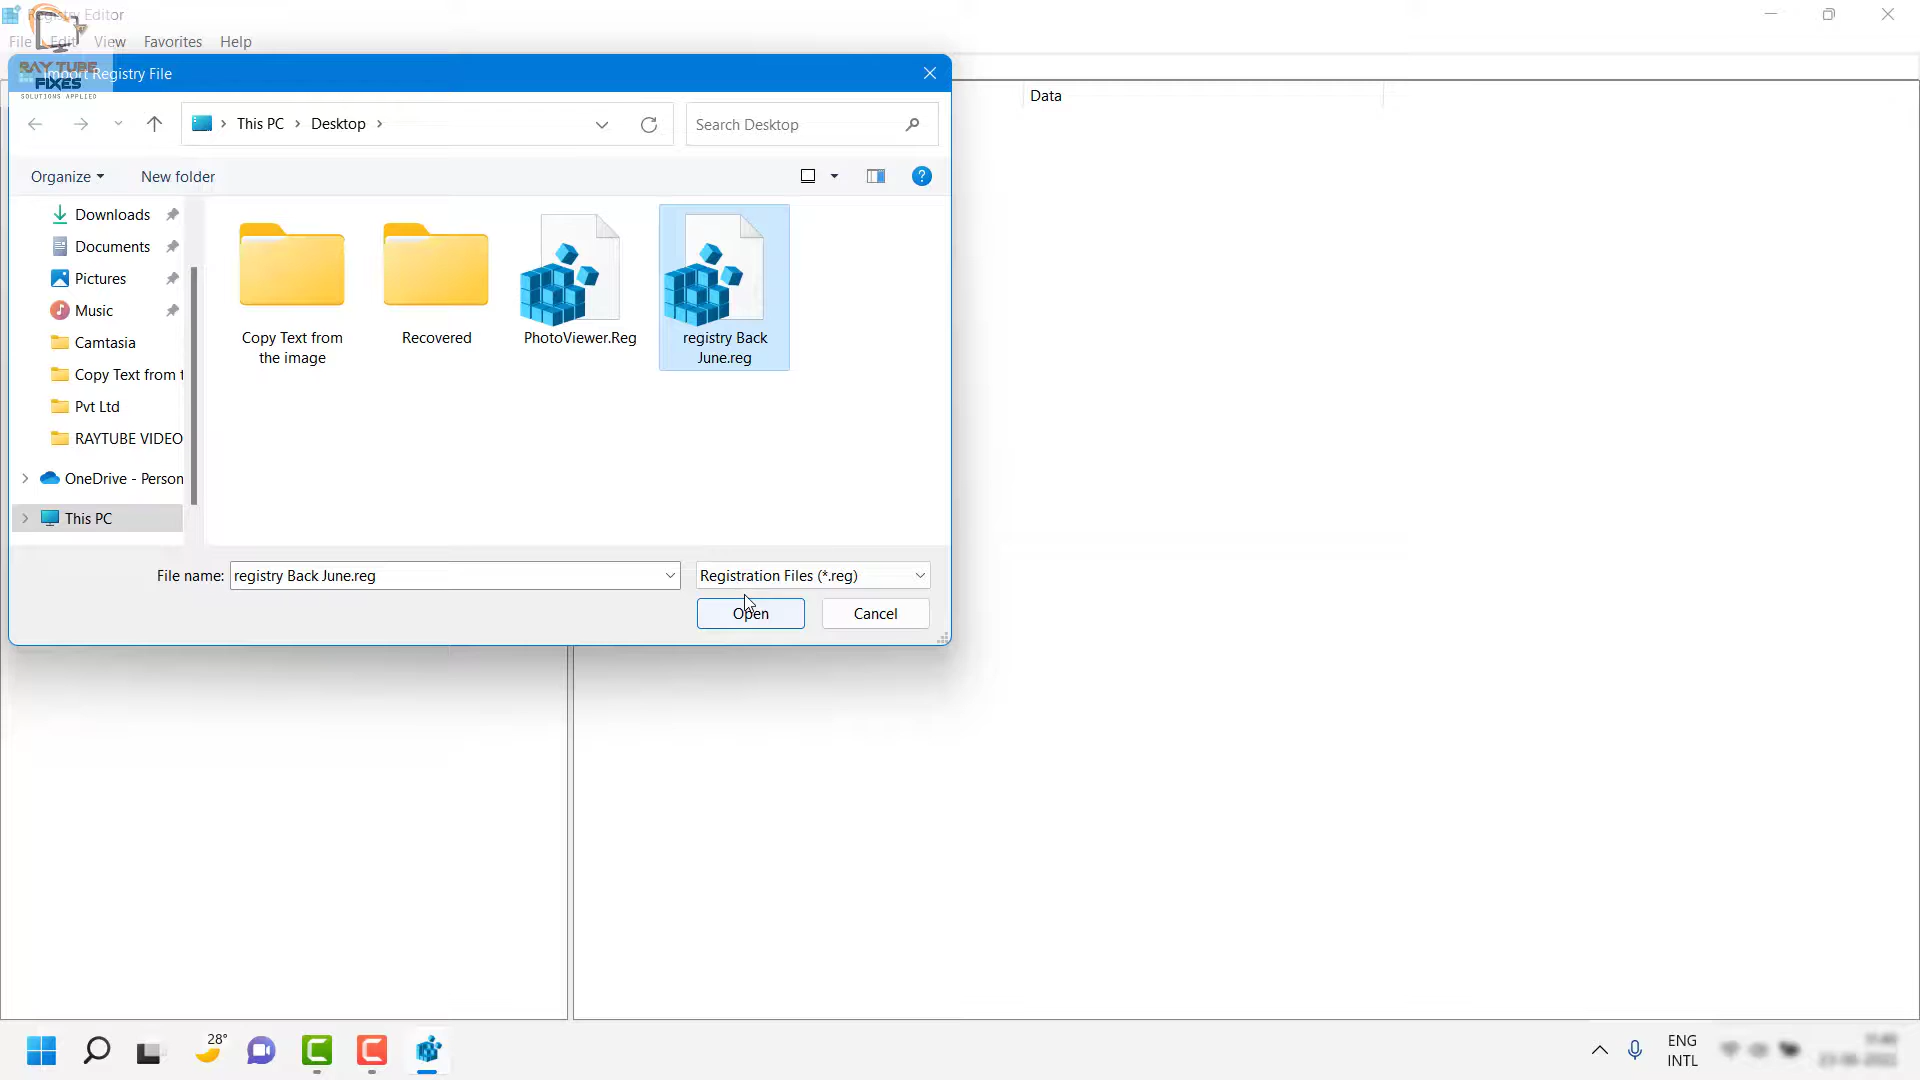 Registry Editor
File Edit View Favorites Help
RAY TUBE
FIXES
SOLUTIONS APPLIED
Import Registry File
Data
This PC > Desktop >
Search Desktop
Organize
New folder
Downloads
Documents
Pictures
Music
Camtasia
Copy Text from t
Pvt Ltd
RAYTUBE VIDEO
OneDrive - Person
This PC
Copy Text from
the image
Recovered
PhotoViewer.Reg
registry Back
June.reg
File name: registry Back June.reg
Registration Files (*.reg)
Open
Cancel
28°
ENG
INTL